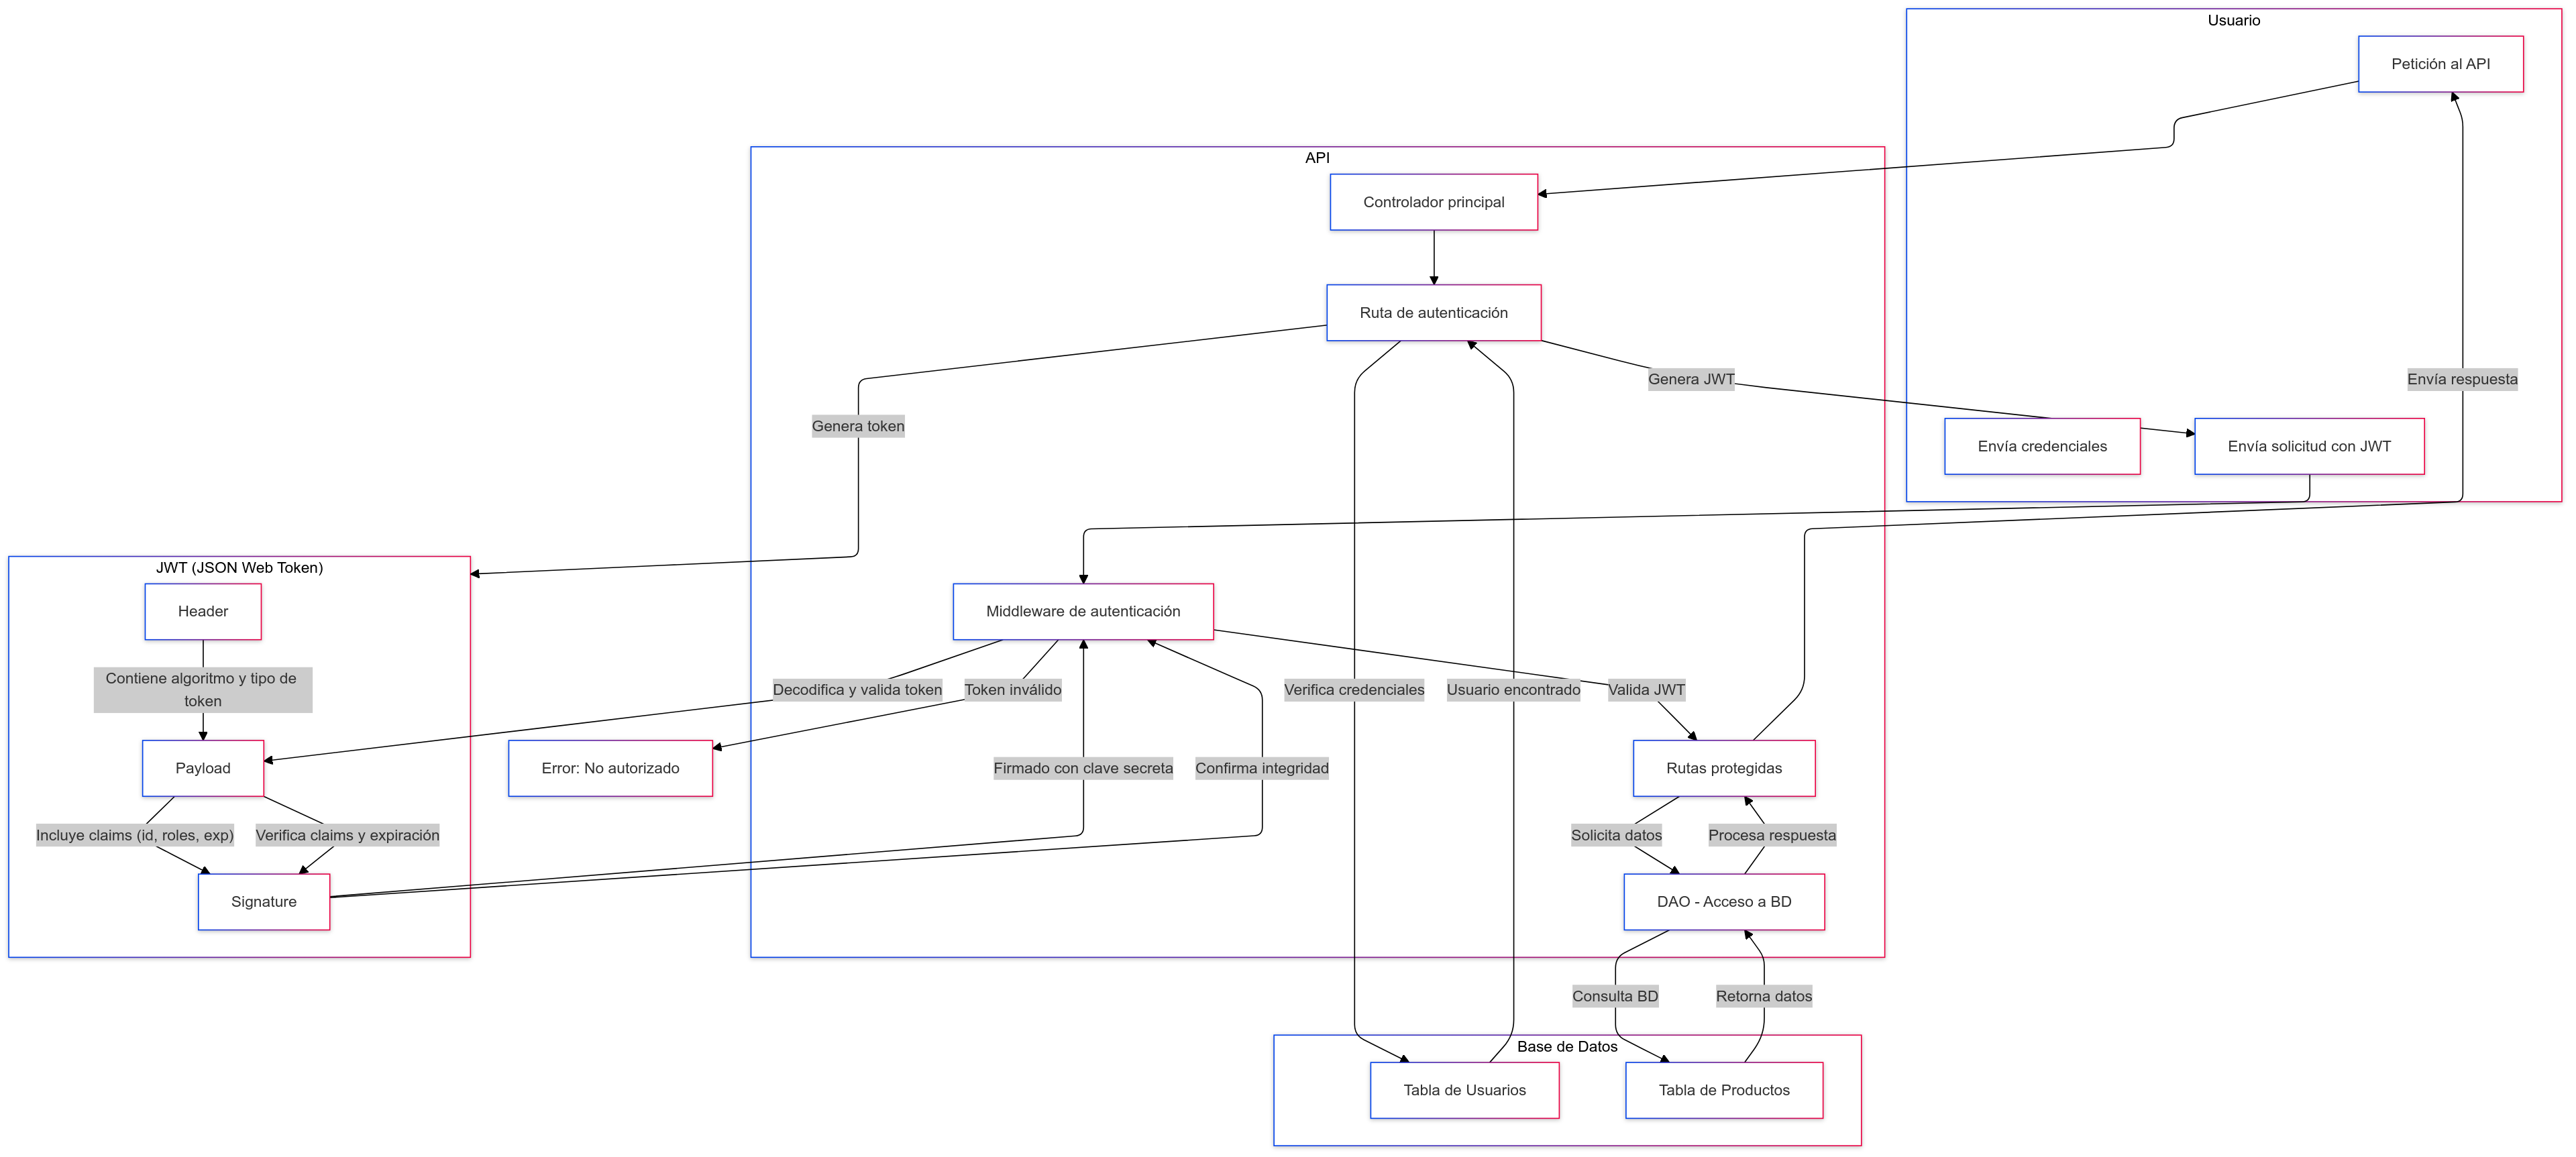 Usuario
Petición al API
API
Controlador principal
Ruta de autenticación
Genera JWT
Envía respuesta
Genera token
Envía credenciales
Envía solicitud con JWT
JWT (JSON Web Token)
Header
Middleware de autenticación
Contiene algoritmo y tipo de
token
Decodifica y valida token
Token inválido
Verifica credenciales
Usuario encontrado
Valida JWT
Payload
Error: No autorizado
Firmado con clave secreta
Confirma integridad
Rutas protegidas
Incluye claims (id, roles, exp)
Verifica claims y expiración
Solicita datos
Procesa respuesta
Signature
DAO - Acceso a BD
Consulta BD
Retorna datos
Base de Datos
Tabla de Usuarios
Tabla de Productos